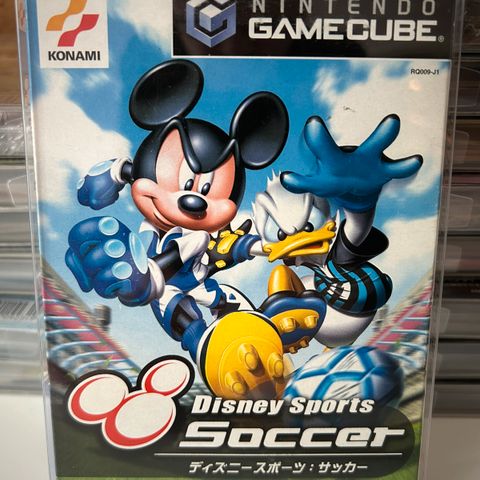 NINTENDO
KONAMI
GAMECUBE®
RQ009-J1
Disney Sports
Soccer
ディズニースポーツ:サッカー